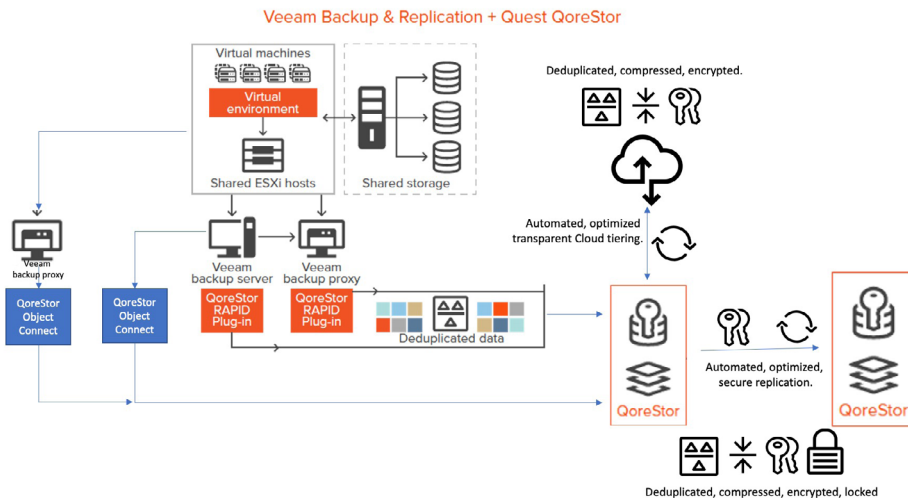 Veeam Backup & Replication + Quest QoreStor
Virtual machines
Virtual
environment
Shared ESXi hosts
Shared storage
Deduplicated, compressed, encrypted.
Automated, optimized
transparent Cloud tiering.
Veeam
backup proxy
Veeam
backup server
Veeam
backup proxy
QoreStor
Object
Connect
QoreStor
Object
Connect
QoreStor
RAPID
Plug-in
QoreStor
RAPID
Plug-in
Deduplicated data
QoreStor
Automated, optimized,
secure replication.
QoreStor
Deduplicated, compressed, encrypted, locked